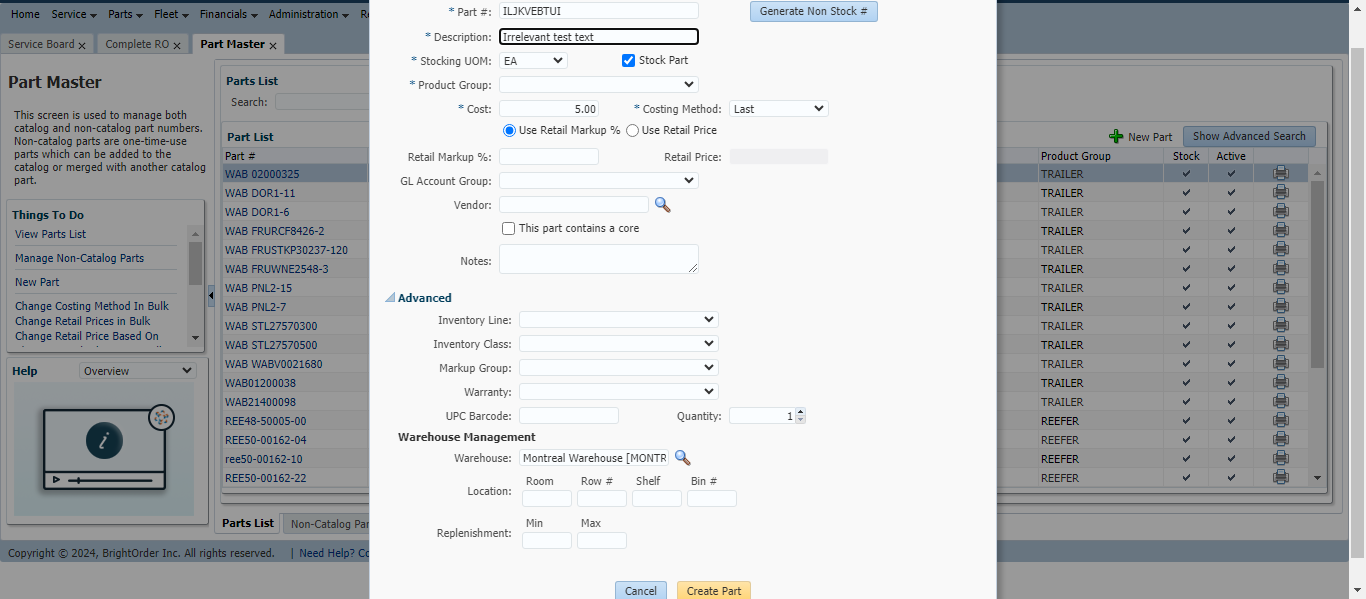 Home Service Parts Fleet Financials Administration Re
Service Board × Complete RO × Part Master ×
Part Master
This screen is used to manage both
catalog and non-catalog part numbers.
Non-catalog parts are one-time-use
parts which can be added to the
catalog or merged with another catalog
part.
Things To Do
View Parts List
Manage Non-Catalog Parts
New Part
Change Costing Method In Bulk
Change Retail Prices in Bulk
Change Retail Price Based On
Help Overview
Parts List
Search:
Part List
New Part Show Advanced Search
Part # Product Group Stock Active
WAB 02000325 TRAILER
WAB DOR1-11 TRAILER
WAB DOR1-6 TRAILER
WAB FRURCF8426-2 TRAILER
WAB FRUSTKP30237-120 TRAILER
WAB FRUWNE2548-3 TRAILER
WAB PNL2-15 TRAILER
WAB PNL2-7 TRAILER
WAB STL27570300 TRAILER
WAB STL27570500 TRAILER
WAB WABV0021680 TRAILER
WAB01200038 TRAILER
WAB21400098 TRAILER
REE48-50005-00 REEFER
REE50-00162-04 REEFER
ree50-00162-10 REEFER
REE50-00162-22 REEFER
Parts List Non-Catalog Par
Copyright © 2024, BrightOrder Inc. All rights reserved. | Need Help? Co
* Part #: ILJKVEBTUI Generate Non Stock #
* Description: Irrelevant test text
* Stocking UOM: EA Stock Part
* Product Group:
* Cost: 5.00 * Costing Method: Last
Use Retail Markup % Use Retail Price
Retail Markup %: Retail Price:
GL Account Group:
Vendor:
This part contains a core
Notes:
Advanced
Inventory Line:
Inventory Class:
Markup Group:
Warranty:
UPC Barcode: Quantity: 1
Warehouse Management
Warehouse: Montreal Warehouse [MONTR
Room Row # Shelf Bin #
Location:
Min Max
Replenishment:
Cancel Create Part